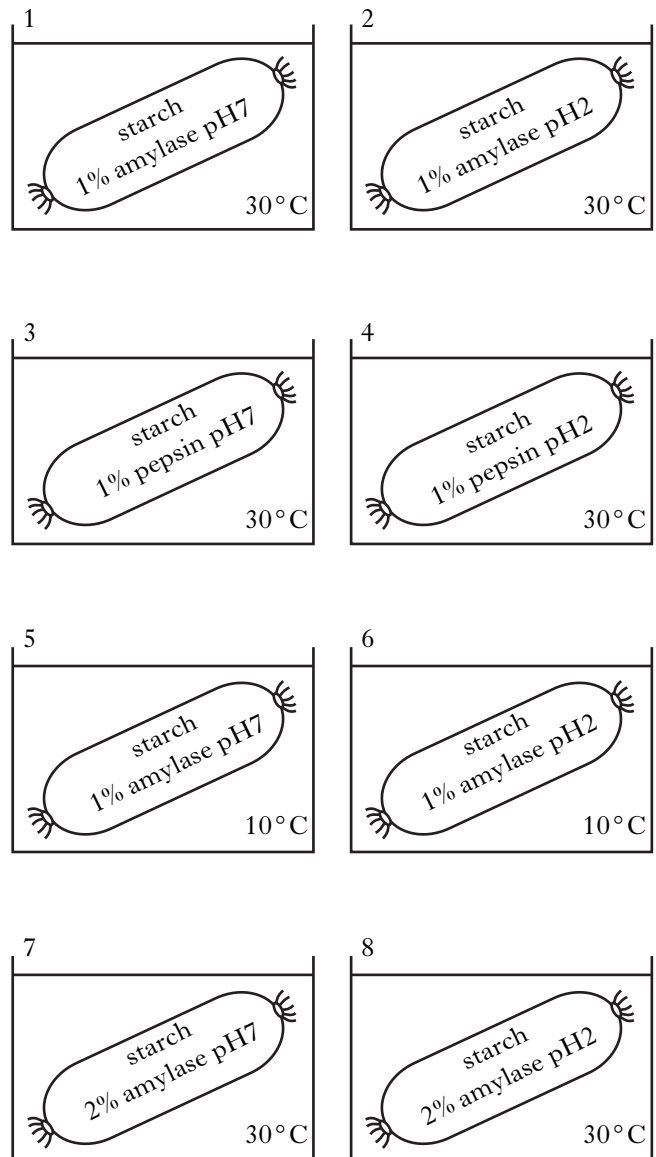 1
starch
1% amylase pH7
30°C
2
starch
1% amylase pH2
30°C
3
starch
1% pepsin pH7
30°C
4
starch
1% pepsin pH2
30°C
5
starch
1% amylase pH7
10°C
6
starch
1% amylase pH2
10°C
7
starch
2% amylase pH7
30°C
8
starch
2% amylase pH2
30°C